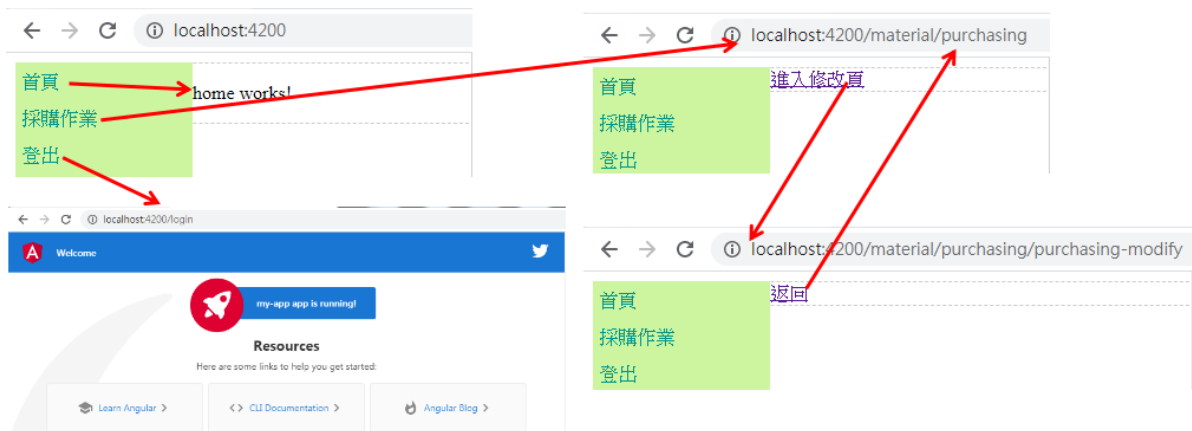 localhost:4200
首頁
home works!
採購作業
登出
localhost:4200/material/purchasing
首頁
進入修改頁
採購作業
登出
localhost:4200/login
Welcome
my-app app is running!
Resources
Here are some links to help you get started:
Learn Angular >
<> CLI Documentation >
Angular Blog >
localhost:4200/material/purchasing/purchasing-modify
首頁
返回
採購作業
登出